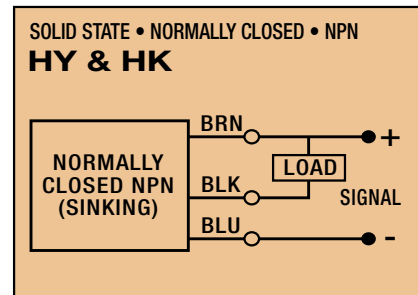 SOLID STATE • NORMALLY CLOSED • NPN
HY & HK
BRN
+
NORMALLY
CLOSED NPN
(SINKING)
LOAD
BLK
SIGNAL
BLU
-